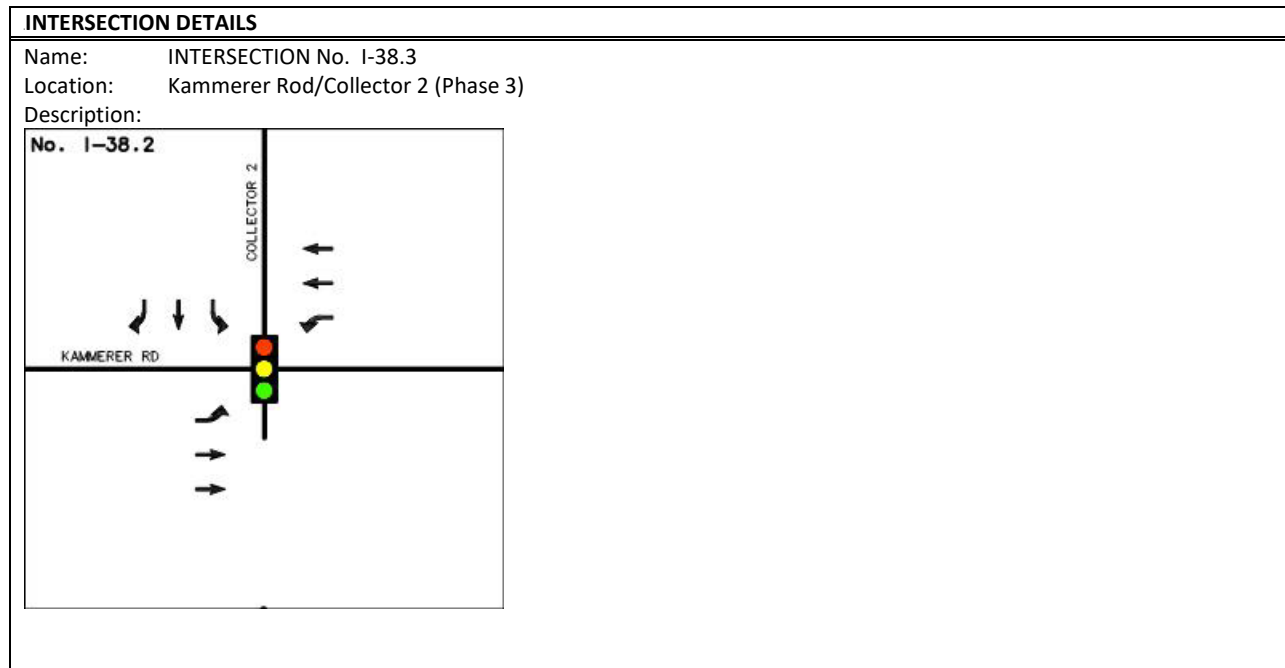 INTERSECTION DETAILS
Name: INTERSECTION No. I-38.3
Location: Kammerer Rod/Collector 2 (Phase 3)
Description:
No. I-38.2
COLLECTOR 2
KAMMERER RD